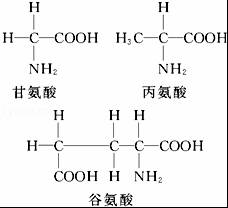 H H
H—C—COOH H₃C—C—COOH
NH₂ NH₂
甘氨酸 丙氨酸
H H H
H—C—C—C—COOH
COOH H NH₂
谷氨酸